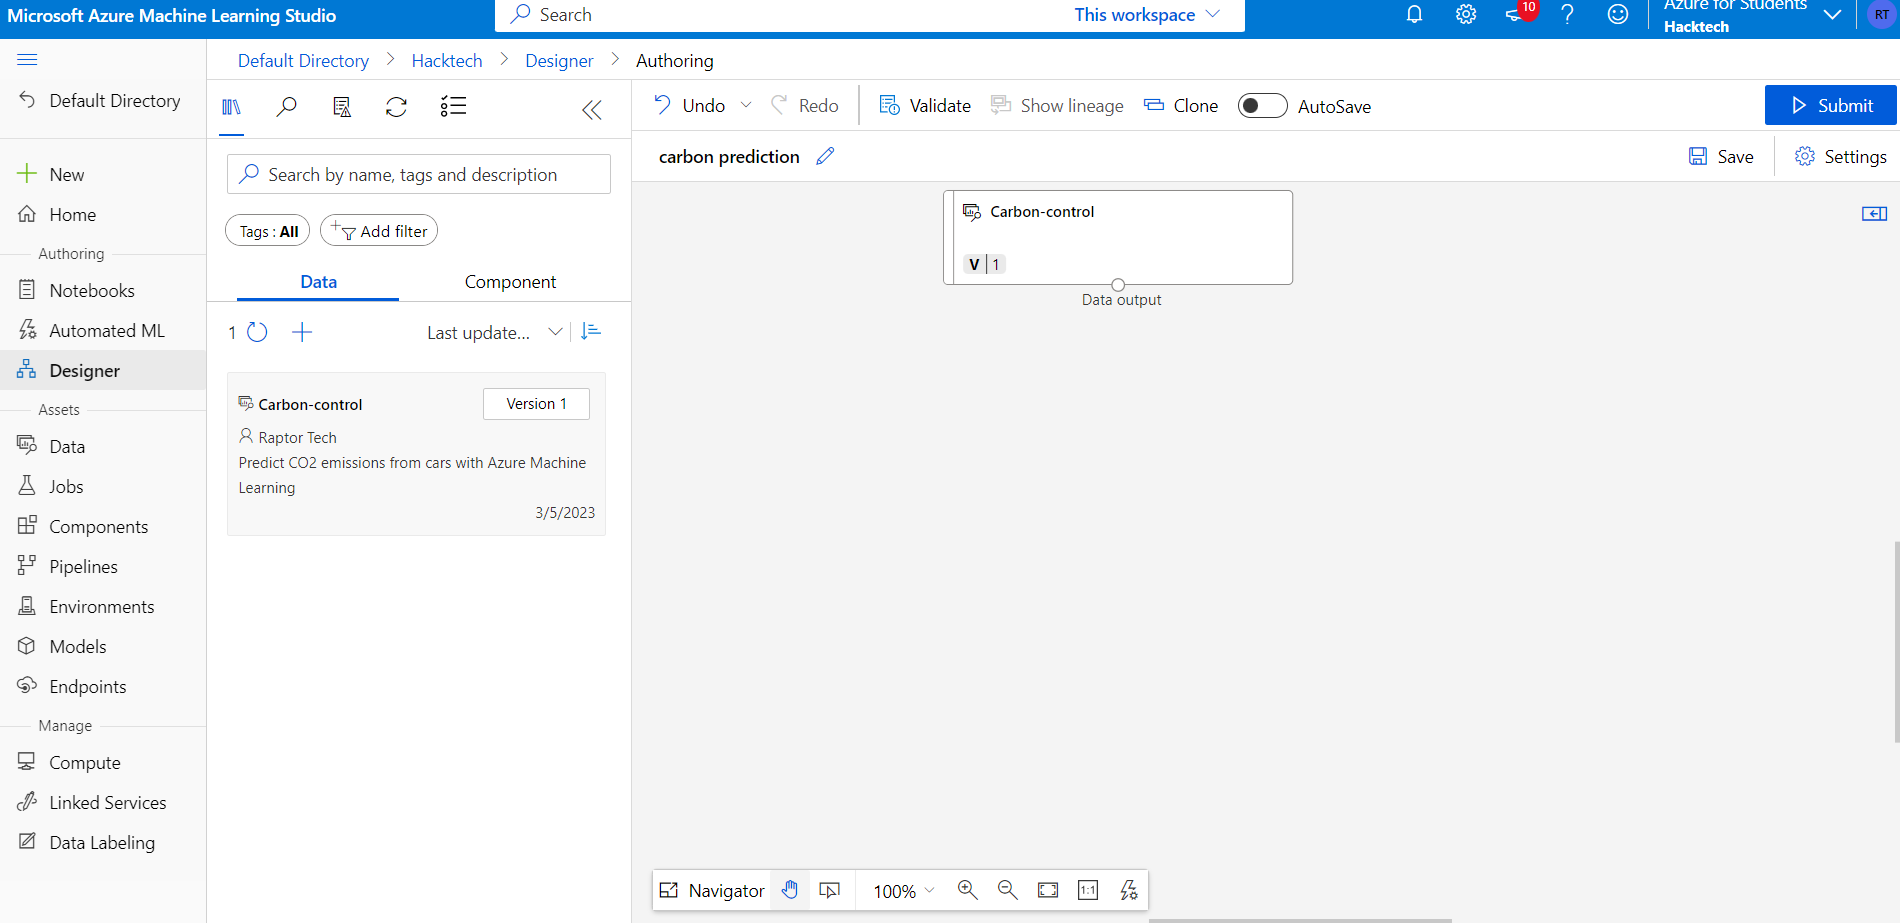 Microsoft Azure Machine Learning Studio
Search
This workspace
10
Azure for Students
Hacktech
RT
Default Directory
Hacktech
Designer
Authoring
Default Directory
New
Home
Authoring
Notebooks
Automated ML
Designer
Assets
Data
Jobs
Components
Pipelines
Environments
Models
Endpoints
Manage
Compute
Linked Services
Data Labeling
Search by name, tags and description
Tags : All
Add filter
Data
Component
1
Last update...
Carbon-control
Version 1
Raptor Tech
Predict CO2 emissions from cars with Azure Machine
Learning
3/5/2023
Undo
Redo
Validate
Show lineage
Clone
AutoSave
Submit
carbon prediction
Save
Settings
Carbon-control
V 1
Data output
Navigator
100%
1:1